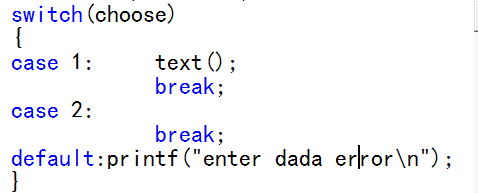 switch(choose)
{
case 1:     text();
            break;
case 2:
            break;
default:printf("enter dada error\n");
}